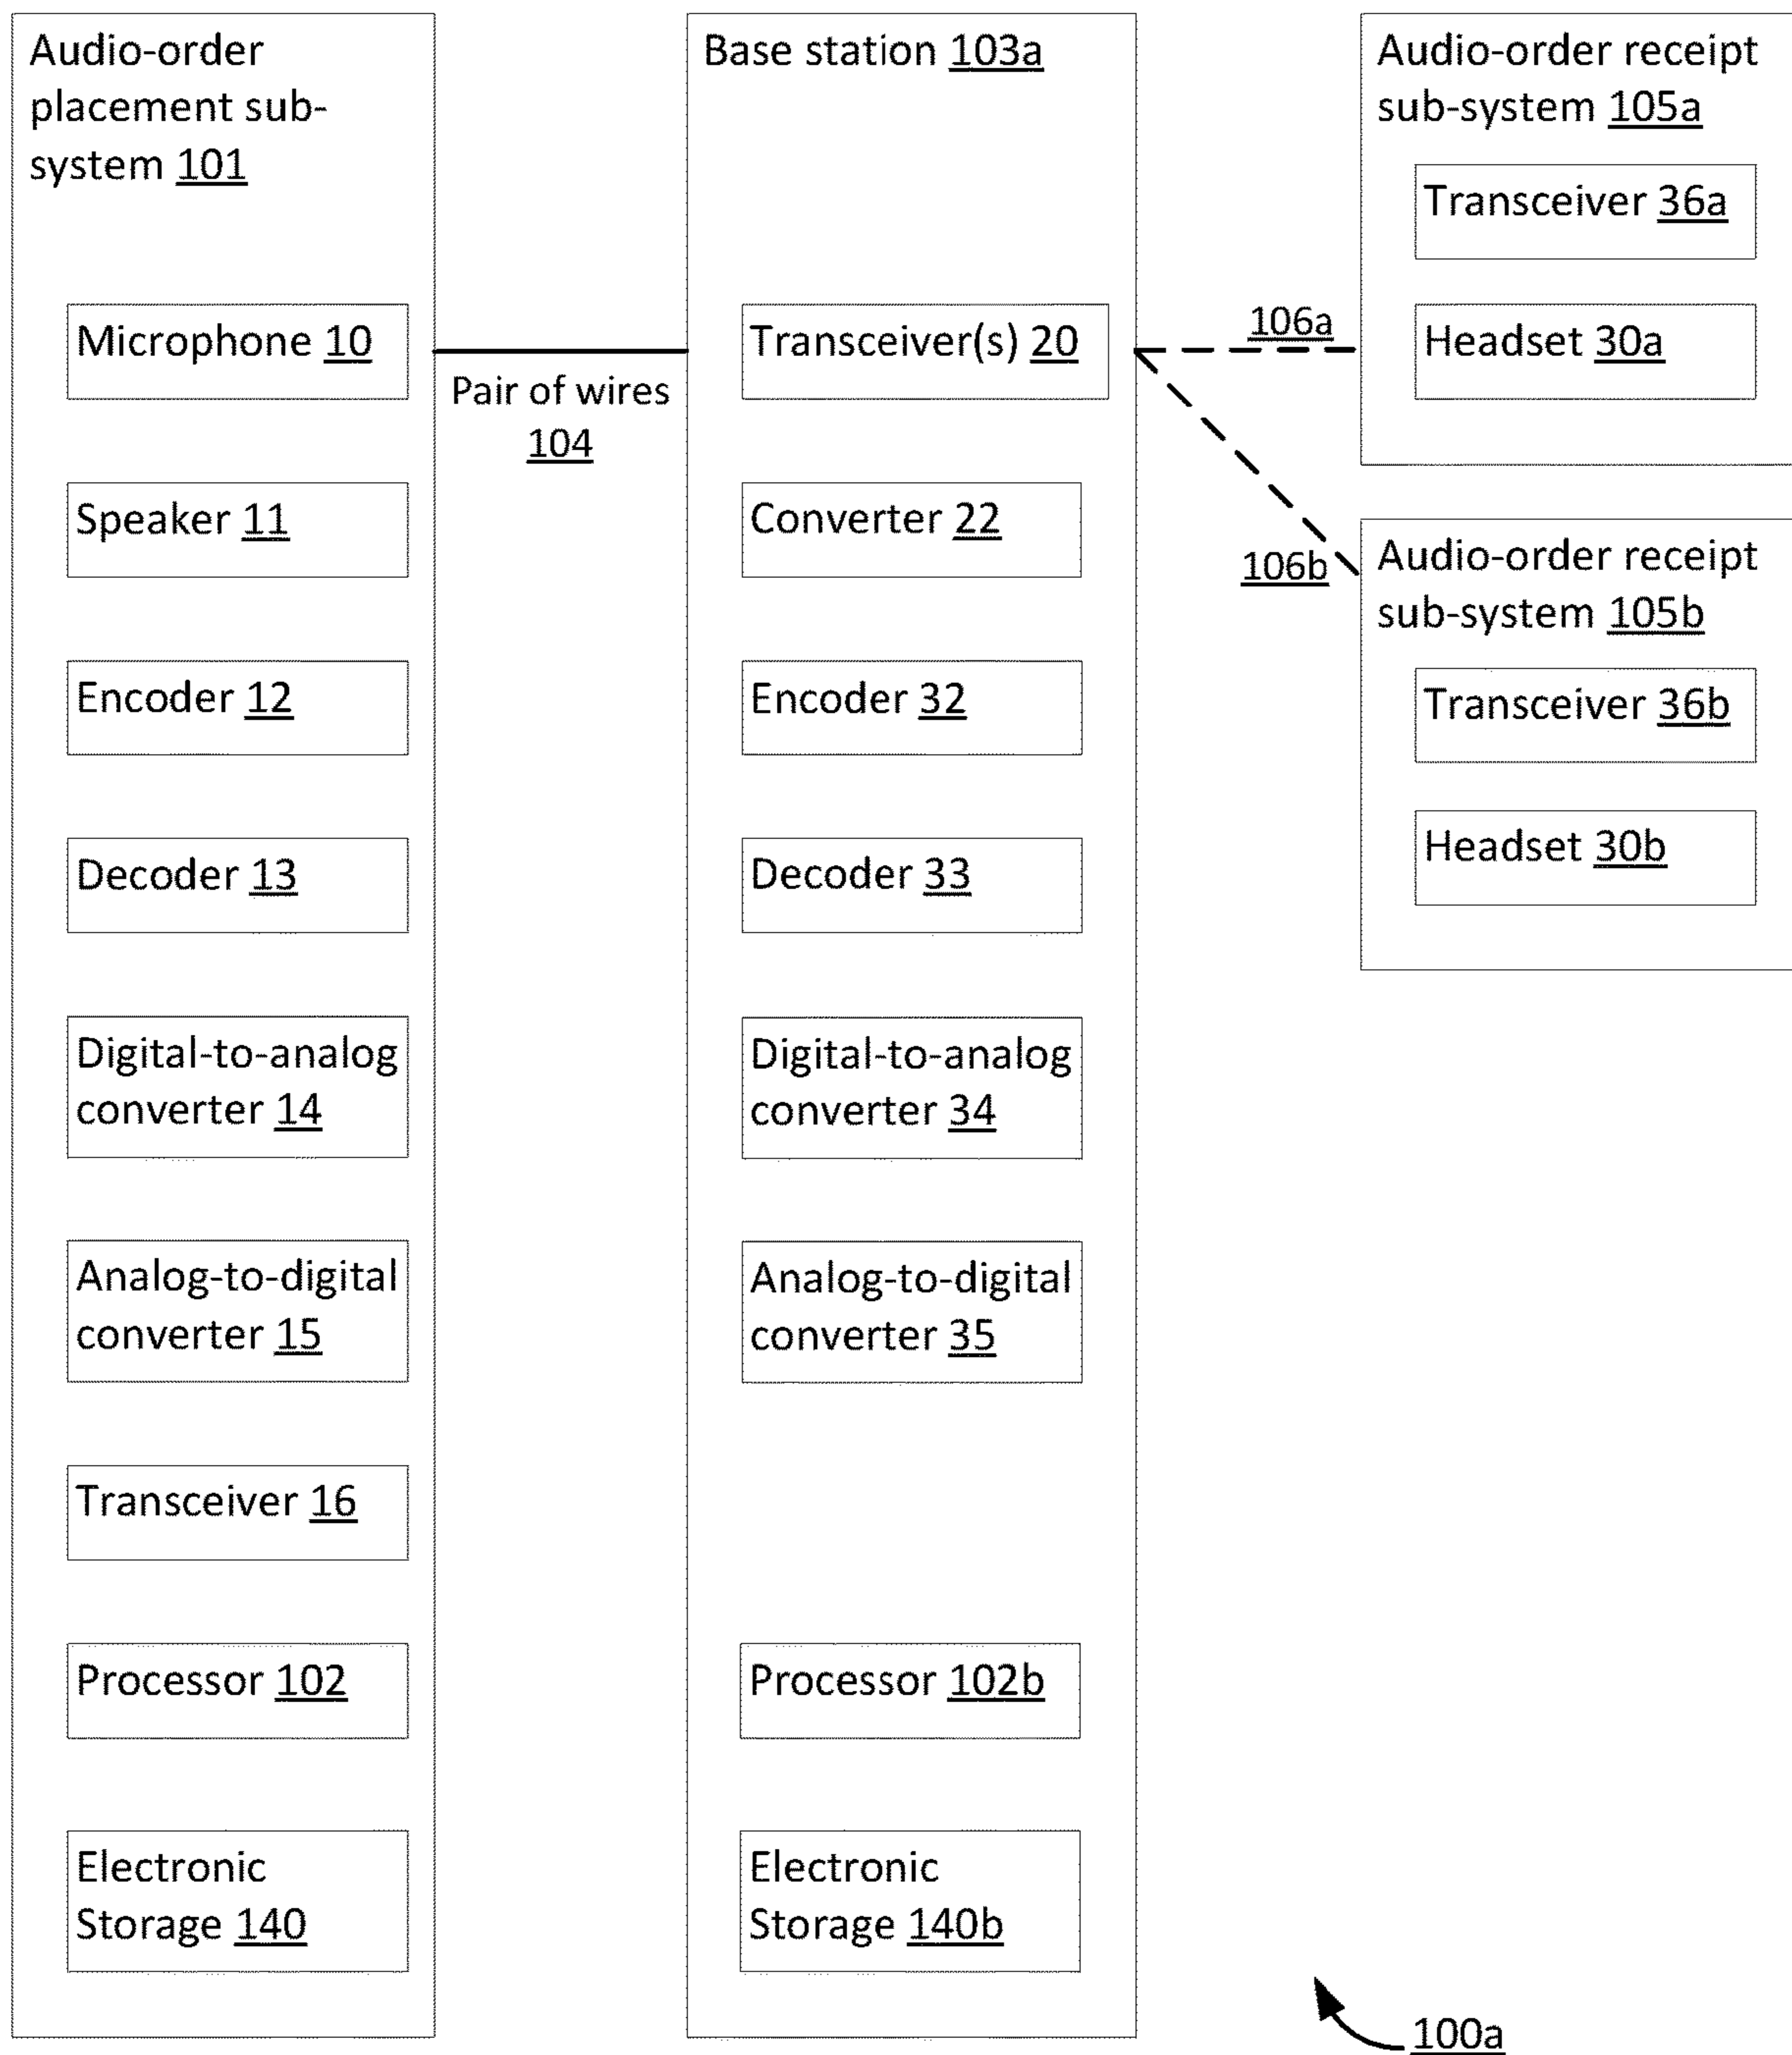 Audio-order
placement sub-
system 101
Microphone 10
Speaker 11
Encoder 12
Decoder 13
Digital-to-analog
converter 14
Analog-to-digital
converter 15
Transceiver 16
Processor 102
Electronic
Storage 140
Pair of wires
104
Base station 103a
Transceiver(s) 20
Converter 22
Encoder 32
Decoder 33
Digital-to-analog
converter 34
Analog-to-digital
converter 35
Processor 102b
Electronic
Storage 140b
106a
106b
Audio-order receipt
sub-system 105a
Transceiver 36a
Headset 30a
Audio-order receipt
sub-system 105b
Transceiver 36b
Headset 30b
100a